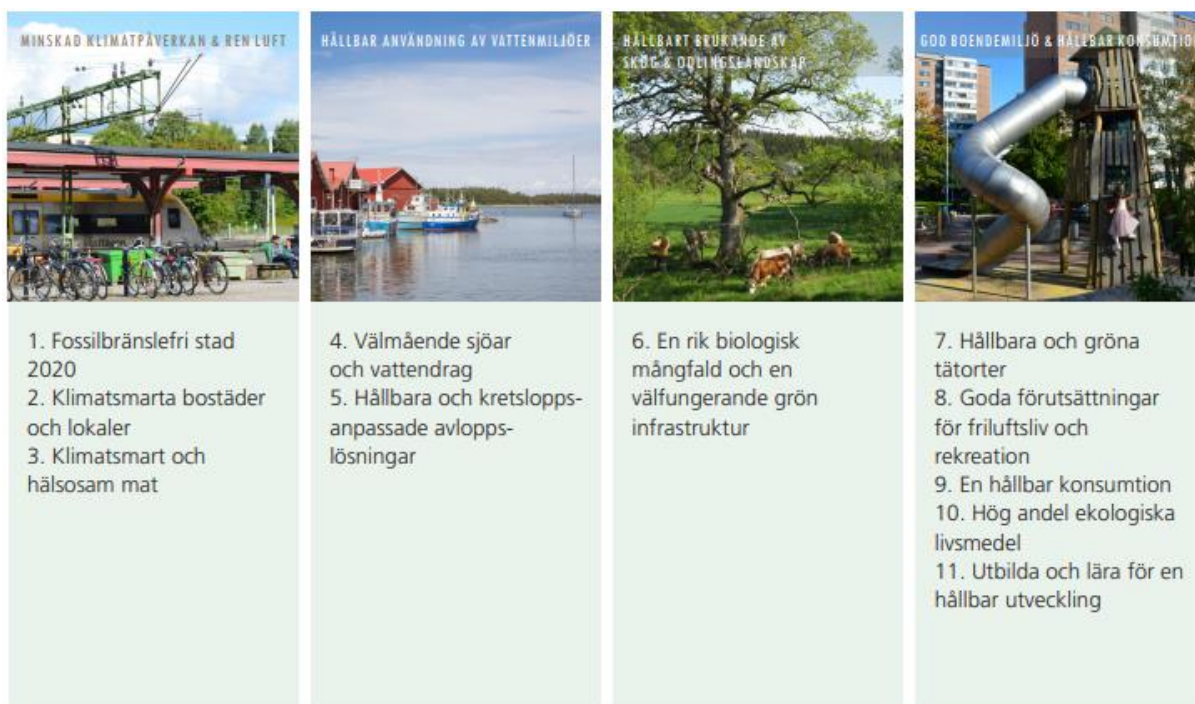 MINSKAD KLIMATPÅVERKAN & REN LUFT
1. Fossilbränslefri stad
2020
2. Klimatsmarta bostäder
och lokaler
3. Klimatsmart och
hälsosam mat
HÅLLBAR ANVÄNDNING AV VATTENMILJÖER
4. Välmående sjöar
och vattendrag
5. Hållbara och kretslopps-
anpassade avlopps-
lösningar
HÅLLBART BRUKANDE AV
SKOG & ODLINGSLANDSKAP
6. En rik biologisk
mångfald och en
välfungerande grön
infrastruktur
GOD BOENDEMILJÖ & HÅLLBAR KONSUMTIO
7. Hållbara och gröna
tätorter
8. Goda förutsättningar
för friluftsliv och
rekreation
9. En hållbar konsumtion
10. Hög andel ekologiska
livsmedel
11. Utbilda och lära för en
hållbar utveckling